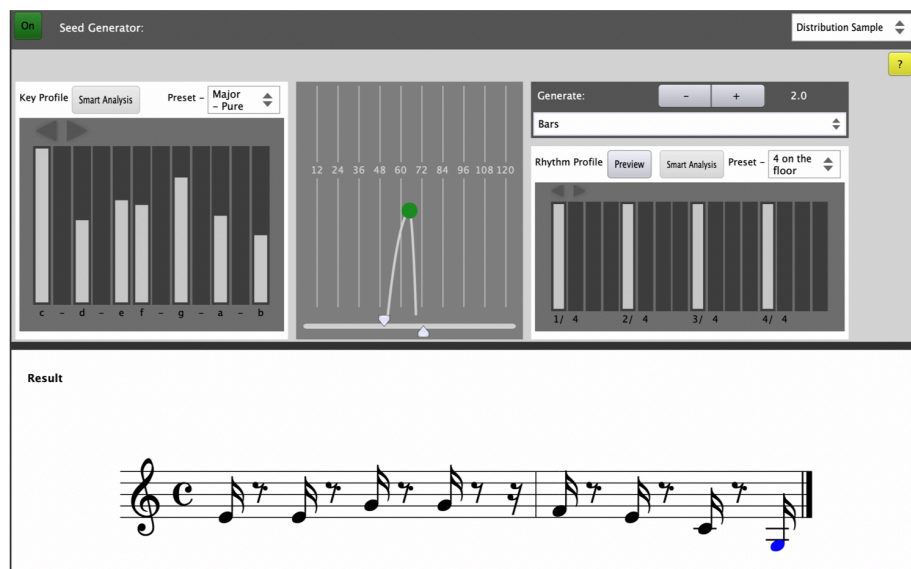 On Seed Generator: Distribution Sample
?
Key Profile Smart Analysis Preset – Major – Pure
c – d – e f – g – a – b
12 24 36 48 60 72 84 96 108 120
Generate: - + 2.0
Bars
Rhythm Profile Preview Smart Analysis Preset – 4 on the floor
1/ 4 2/ 4 3/ 4 4/ 4
Result